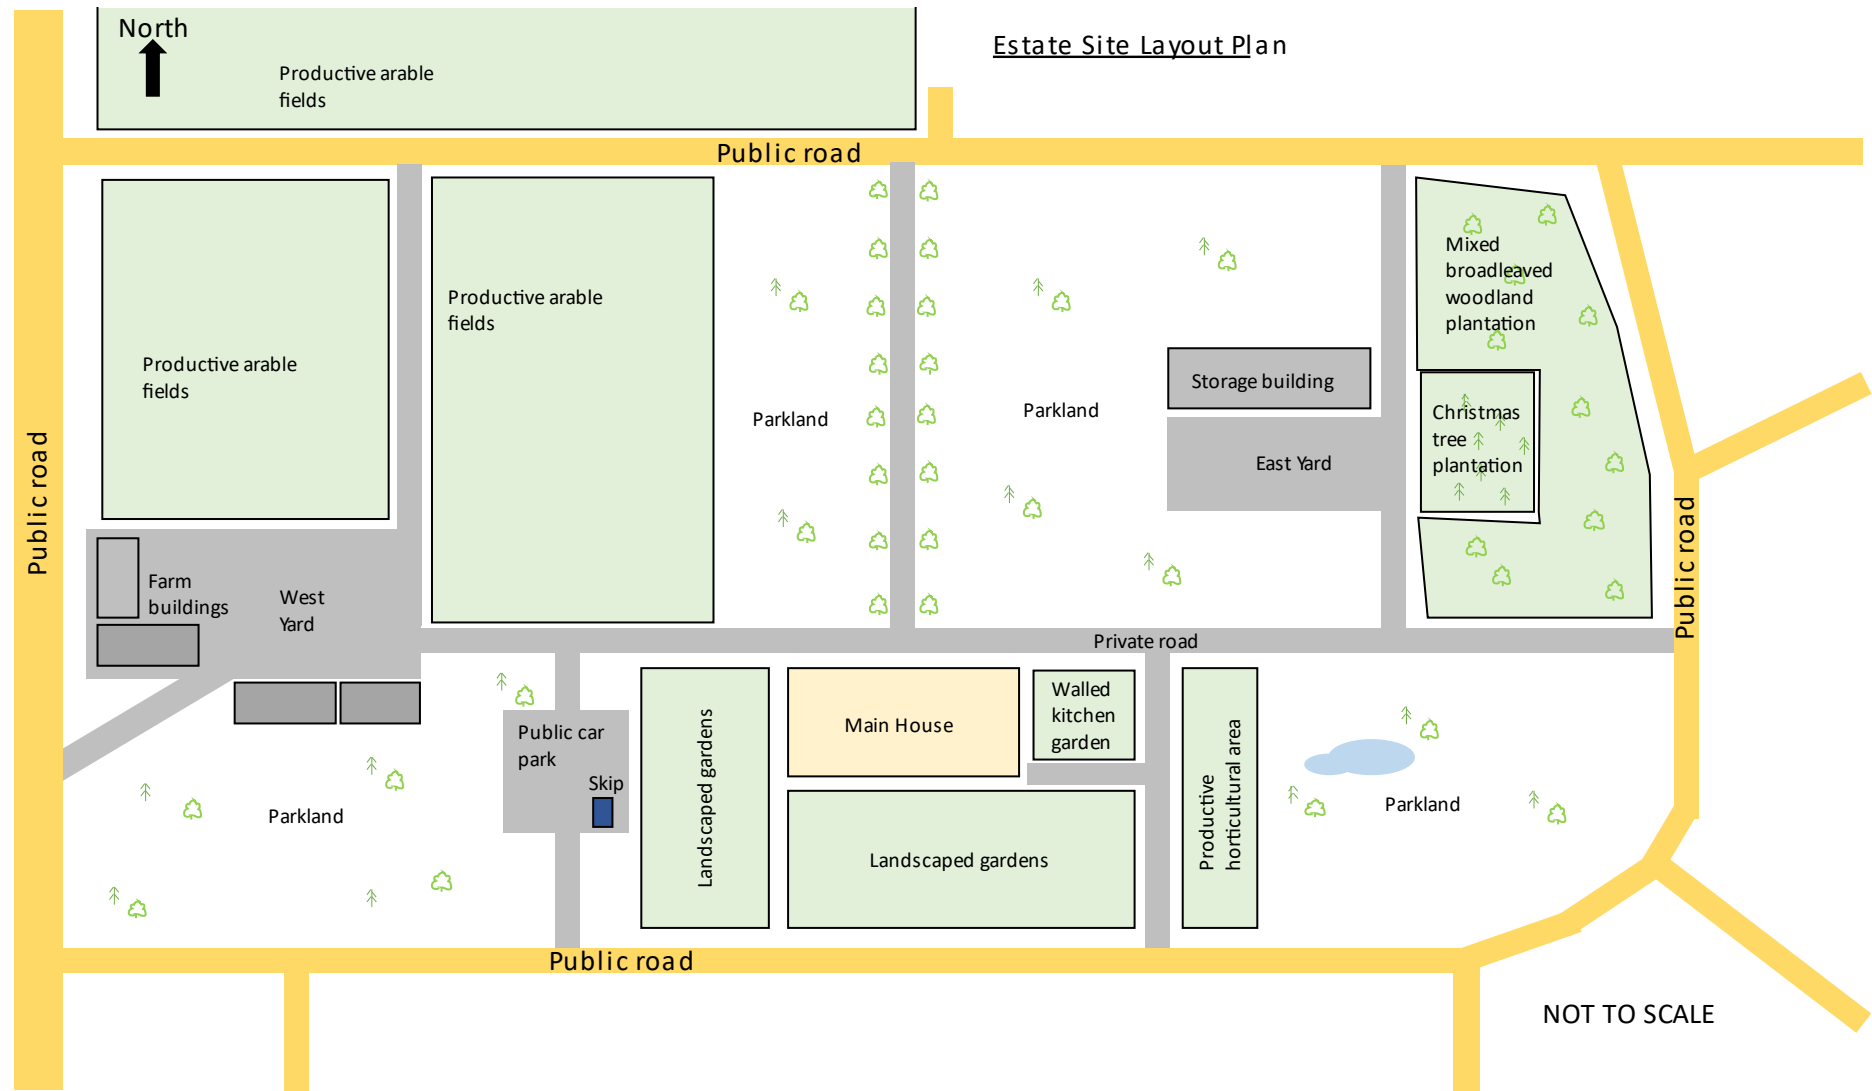 North
Estate Site Layout Plan
Productive arable
fields
Public road
Productive arable
fields
Productive arable
fields
Parkland
Parkland
Storage building
East Yard
Mixed
broadleaved
woodland
plantation
Christmas
tree
plantation
Public road
Public road
Farm
buildings
West
Yard
Private road
Public car
park
Skip
Landscaped gardens
Main House
Walled
kitchen
garden
Landscaped gardens
Productive
horticultural area
Parkland
Parkland
Public road
NOT TO SCALE